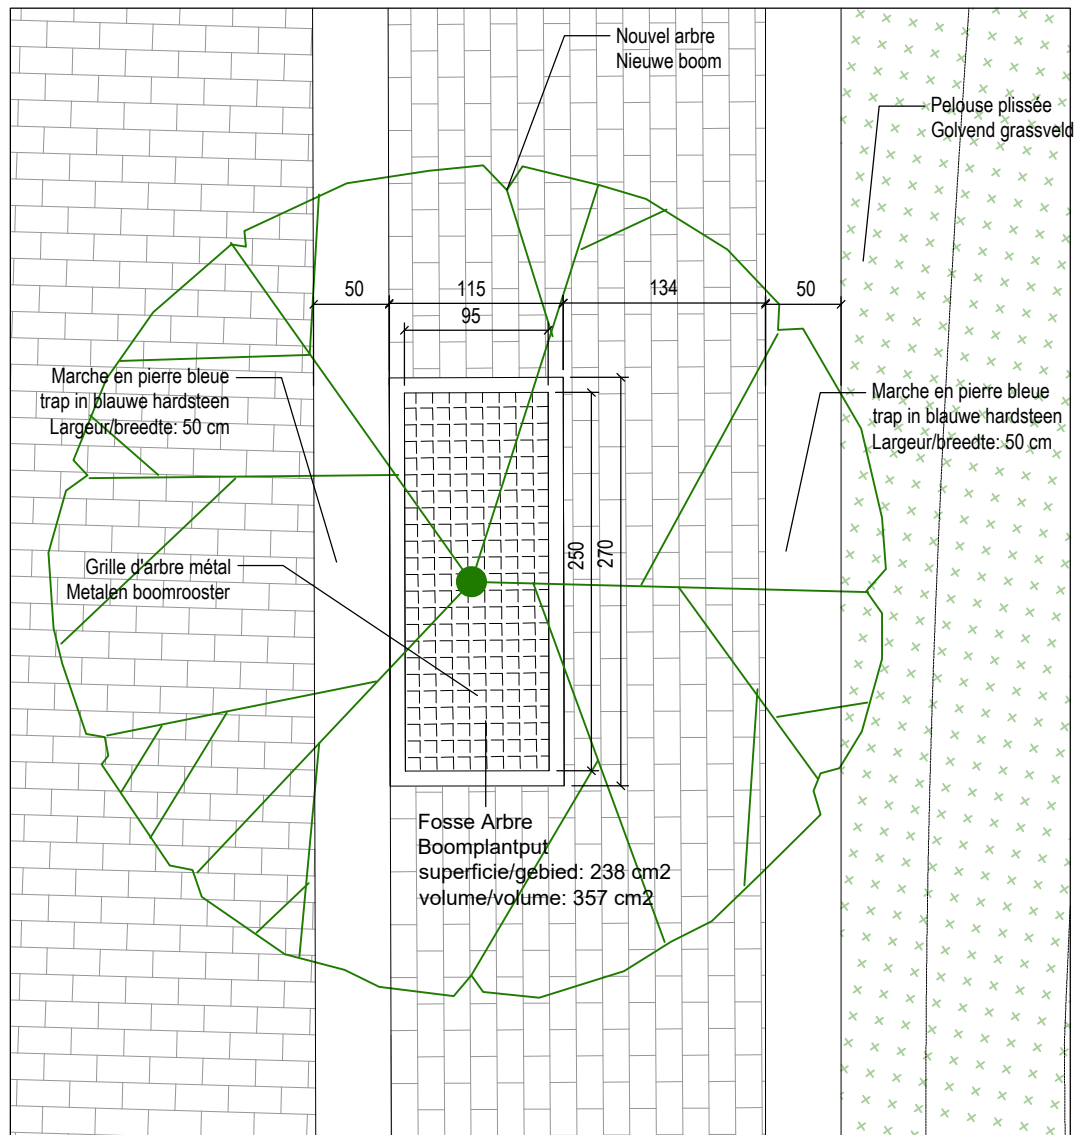 Nouvel arbre
Nieuwe boom
Pelouse plissée
Golvend grassveld
50
115
134
50
95
Marche en pierre bleue
trap in blauwe hardsteen
Largeur/breedte: 50 cm
Marche en pierre bleue
trap in blauwe hardsteen
Largeur/breedte: 50 cm
250
270
Grille d'arbre métal
Metalen boomrooster
Fosse Arbre
Boomplantput
superficie/gebied: 238 cm2
volume/volume: 357 cm2